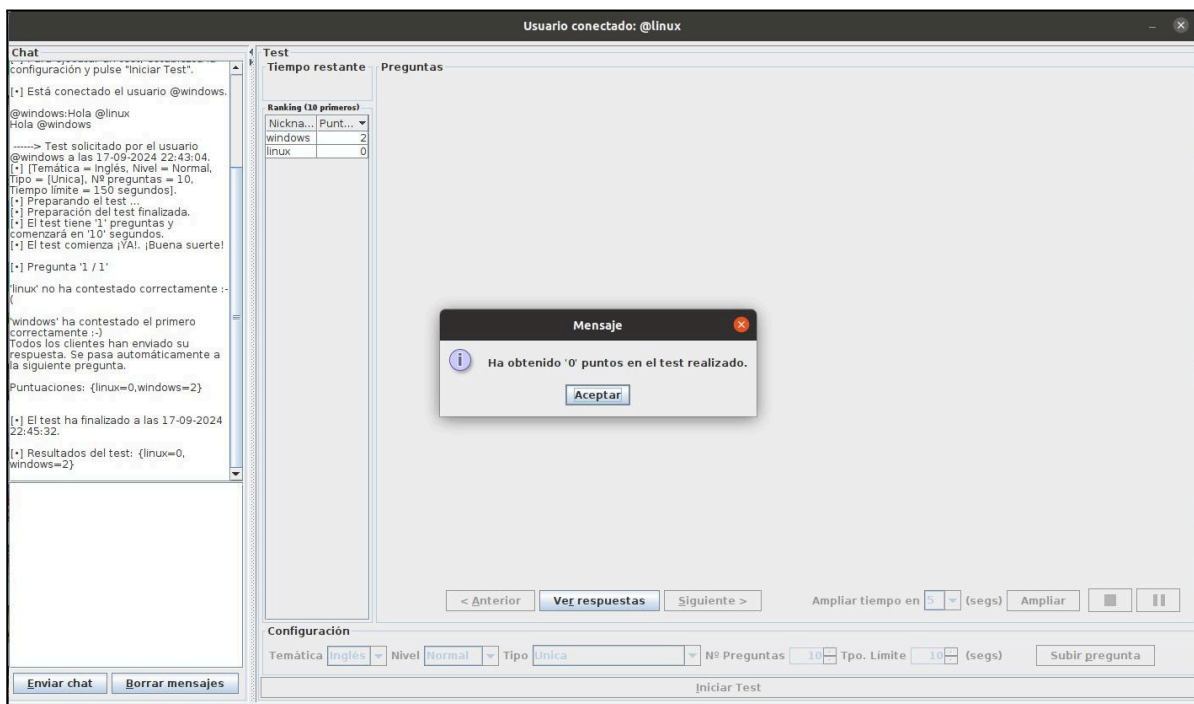 Usuario conectado: @linux
Chat
configuración y pulse "Iniciar Test".
[•] Está conectado el usuario @windows.
@windows:Hola @linux
Hola @windows
------> Test solicitado por el usuario
@windows a las 17-09-2024 22:43:04.
[•] [Temática = Inglés, Nivel = Normal,
Tipo = [Unica], Nº preguntas = 10,
Tiempo límite = 150 segundos].
[•] Preparando el test ...
[•] Preparación del test finalizada.
[•] El test tiene '1' preguntas y
comenzará en '10' segundos.
[•] El test comienza ¡YA!. ¡Buena suerte!
[•] Pregunta '1 / 1'
'linux' no ha contestado correctamente :-
(
'windows' ha contestado el primero
correctamente :-)
Todos los clientes han enviado su
respuesta. Se pasa automáticamente a
la siguiente pregunta.
Puntuaciones: {linux=0,windows=2}
[•] El test ha finalizado a las 17-09-2024
22:45:32.
[•] Resultados del test: {linux=0,
windows=2}
Enviar chat Borrar mensajes
Test
Tiempo restante
Preguntas
Ranking (10 primeros)
Nickna... Punt...
windows 2
linux 0
Mensaje
Ha obtenido '0' puntos en el test realizado.
Aceptar
< Anterior Ver respuestas Siguiente > Ampliar tiempo en 5 (segs) Ampliar
Configuración
Temática Inglés Nivel Normal Tipo Unica Nº Preguntas 10 Tpo. Límite 10 (segs) Subir pregunta
Iniciar Test